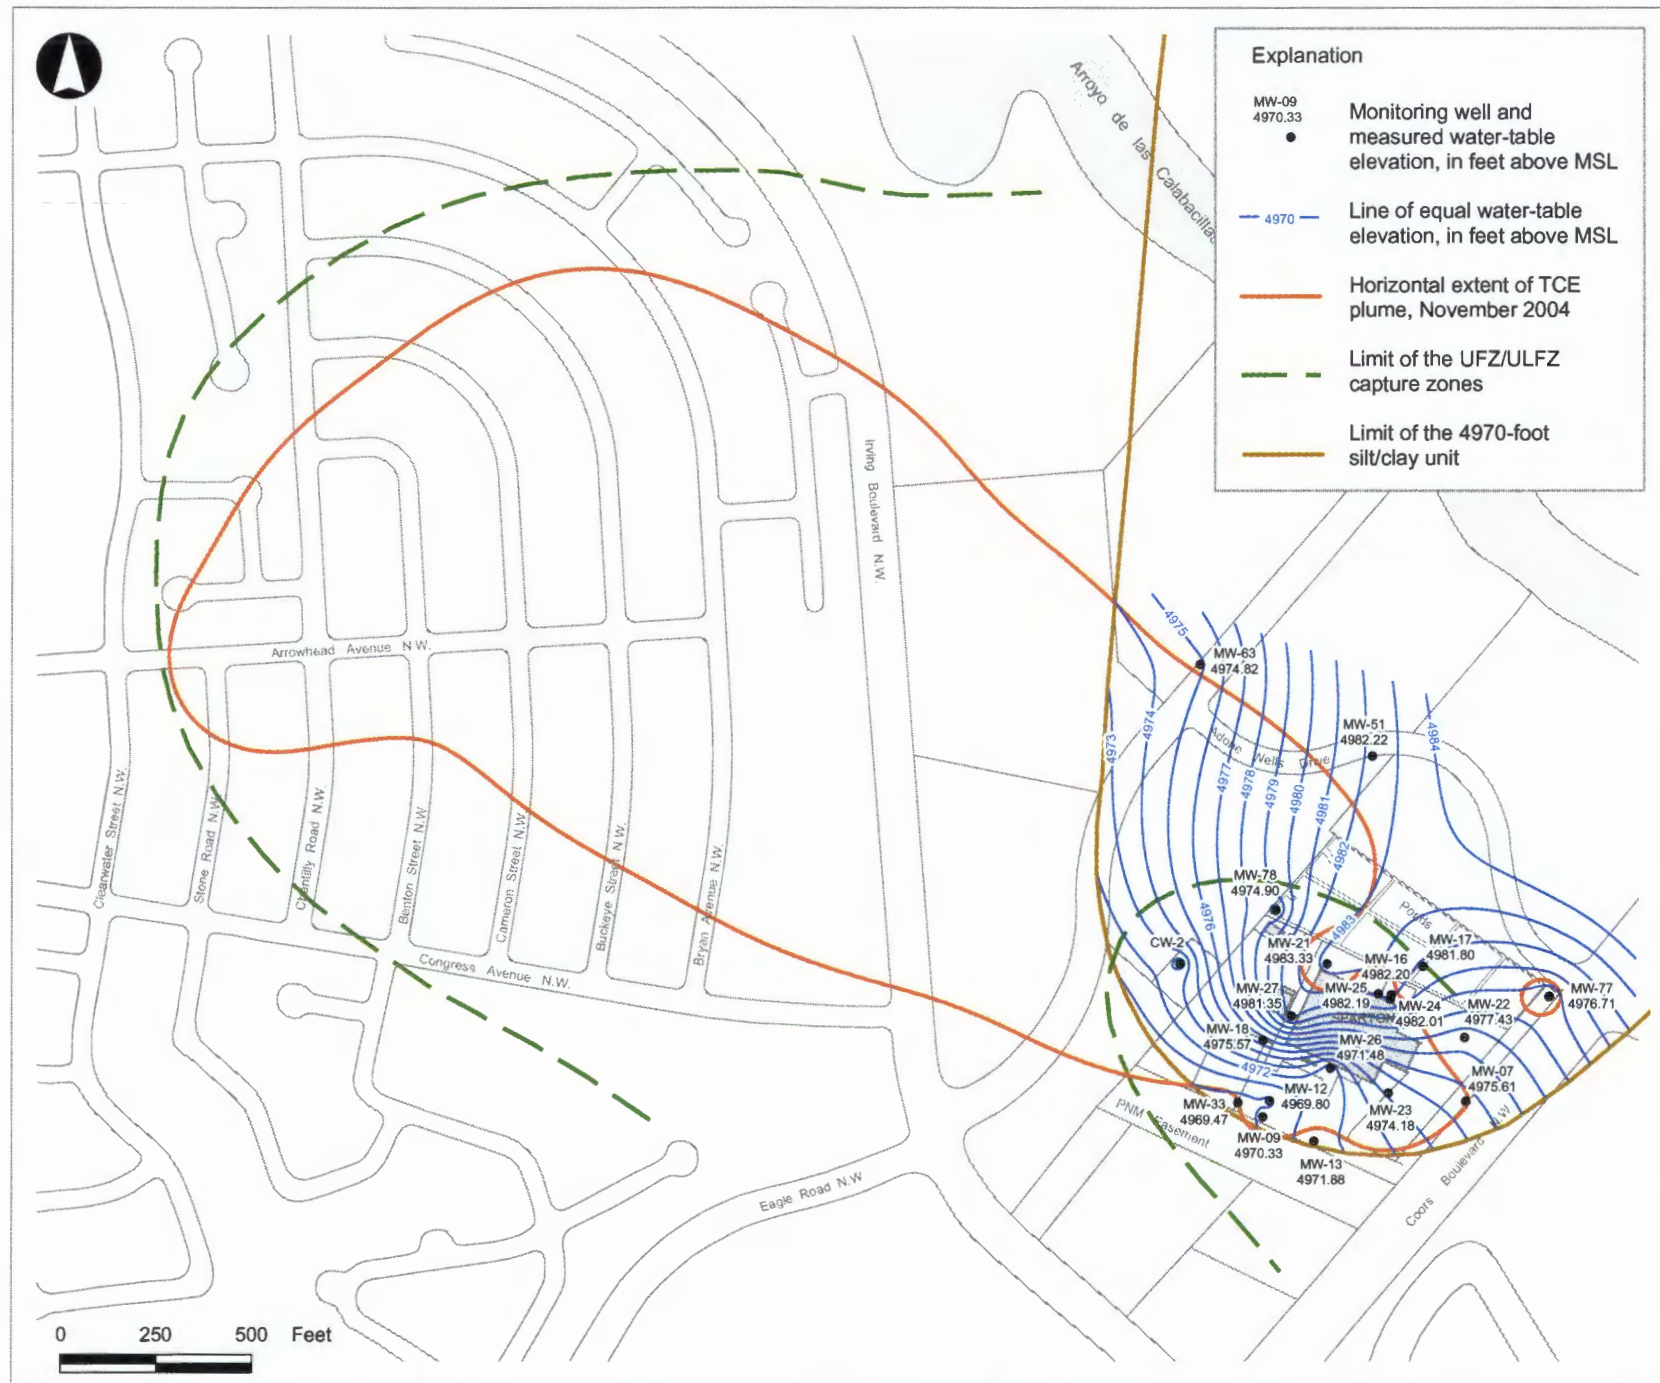 Explanation
MW-09
4970.33
Monitoring well and
measured water-table
elevation, in feet above MSL
4970
Line of equal water-table
elevation, in feet above MSL
Horizontal extent of TCE
plume, November 2004
Limit of the UFZ/ULFZ
capture zones
Limit of the 4970-foot
silt/clay unit
Arroyo de las Calabacillas
Irving Boulevard N.W.
Arrowhead Avenue N.W.
Clearwater Street N.W.
Stone Road N.W.
Chantilly Road N.W.
Benton Street N.W.
Cameron Street N.W.
Buckeye Street N.W.
Bryan Avenue N.W.
Congress Avenue N.W.
Eagle Road N.W
PNM Easement
Coors Boulevard N.W
Adobe Wells Drive
Ponds
SPARTON
4975
MW-63
4974.82
4974
4973
MW-51
4982.22
4984
4977
4978
4979
4980
4981
4982
MW-78
4974.90
4976
4983
CW-2
MW-21
4983.33
MW-17
4981.80
MW-16
4982.20
MW-27
4981.35
MW-25
4982.19
MW-24
4982.01
MW-22
4977.43
MW-77
4976.71
MW-18
4975.57
MW-26
4971.48
4972
MW-07
4975.61
MW-12
4969.80
MW-33
4969.47
MW-23
4974.18
MW-09
4970.33
MW-13
4971.88
0 250 500 Feet